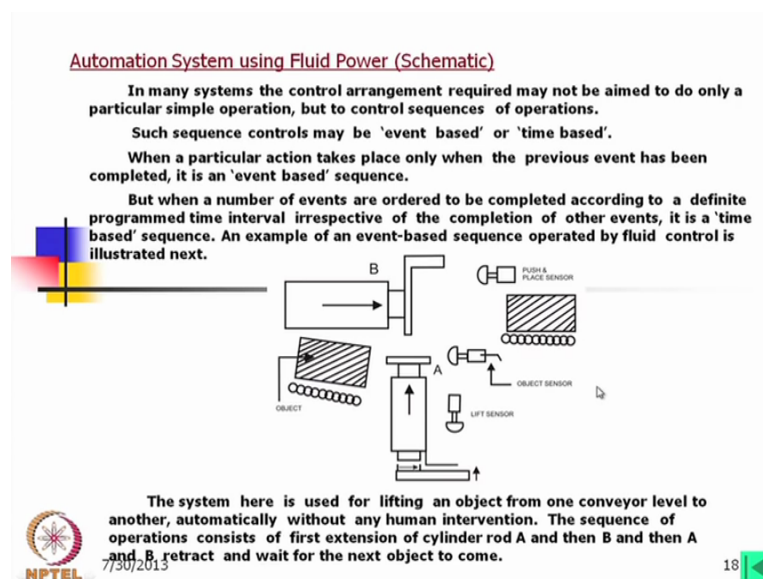 Automation System using Fluid Power (Schematic)
In many systems the control arrangement required may not be aimed to do only a
particular simple operation, but to control sequences of operations.
Such sequence controls may be 'event based' or 'time based'.
When a particular action takes place only when the previous event has been
completed, it is an 'event based' sequence.
But when a number of events are ordered to be completed according to a definite
programmed time interval irrespective of the completion of other events, it is a 'time
based' sequence. An example of an event-based sequence operated by fluid control is
illustrated next.
B
PUSH &
PLACE SENSOR
A
OBJECT SENSOR
OBJECT
LIFT SENSOR
The system here is used for lifting an object from one conveyor level to
another, automatically without any human intervention. The sequence of
operations consists of first extension of cylinder rod A and then B and then A
and B retract and wait for the next object to come.
7/30/2013
18
NPTEL